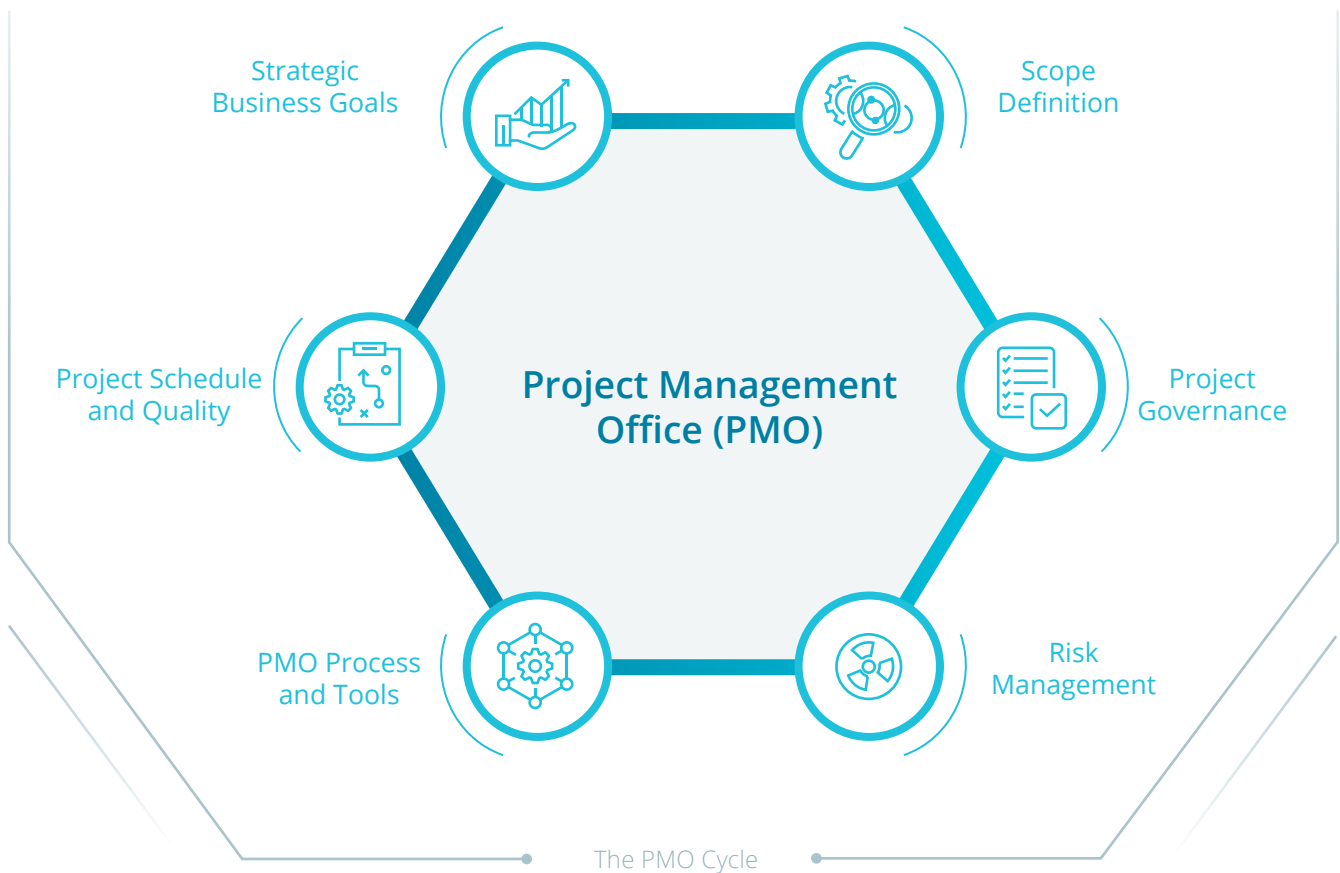 Strategic
Business Goals
Scope
Definition
Project Schedule
and Quality
Project Management
Office (PMO)
Project
Governance
PMO Process
and Tools
Risk
Management
The PMO Cycle